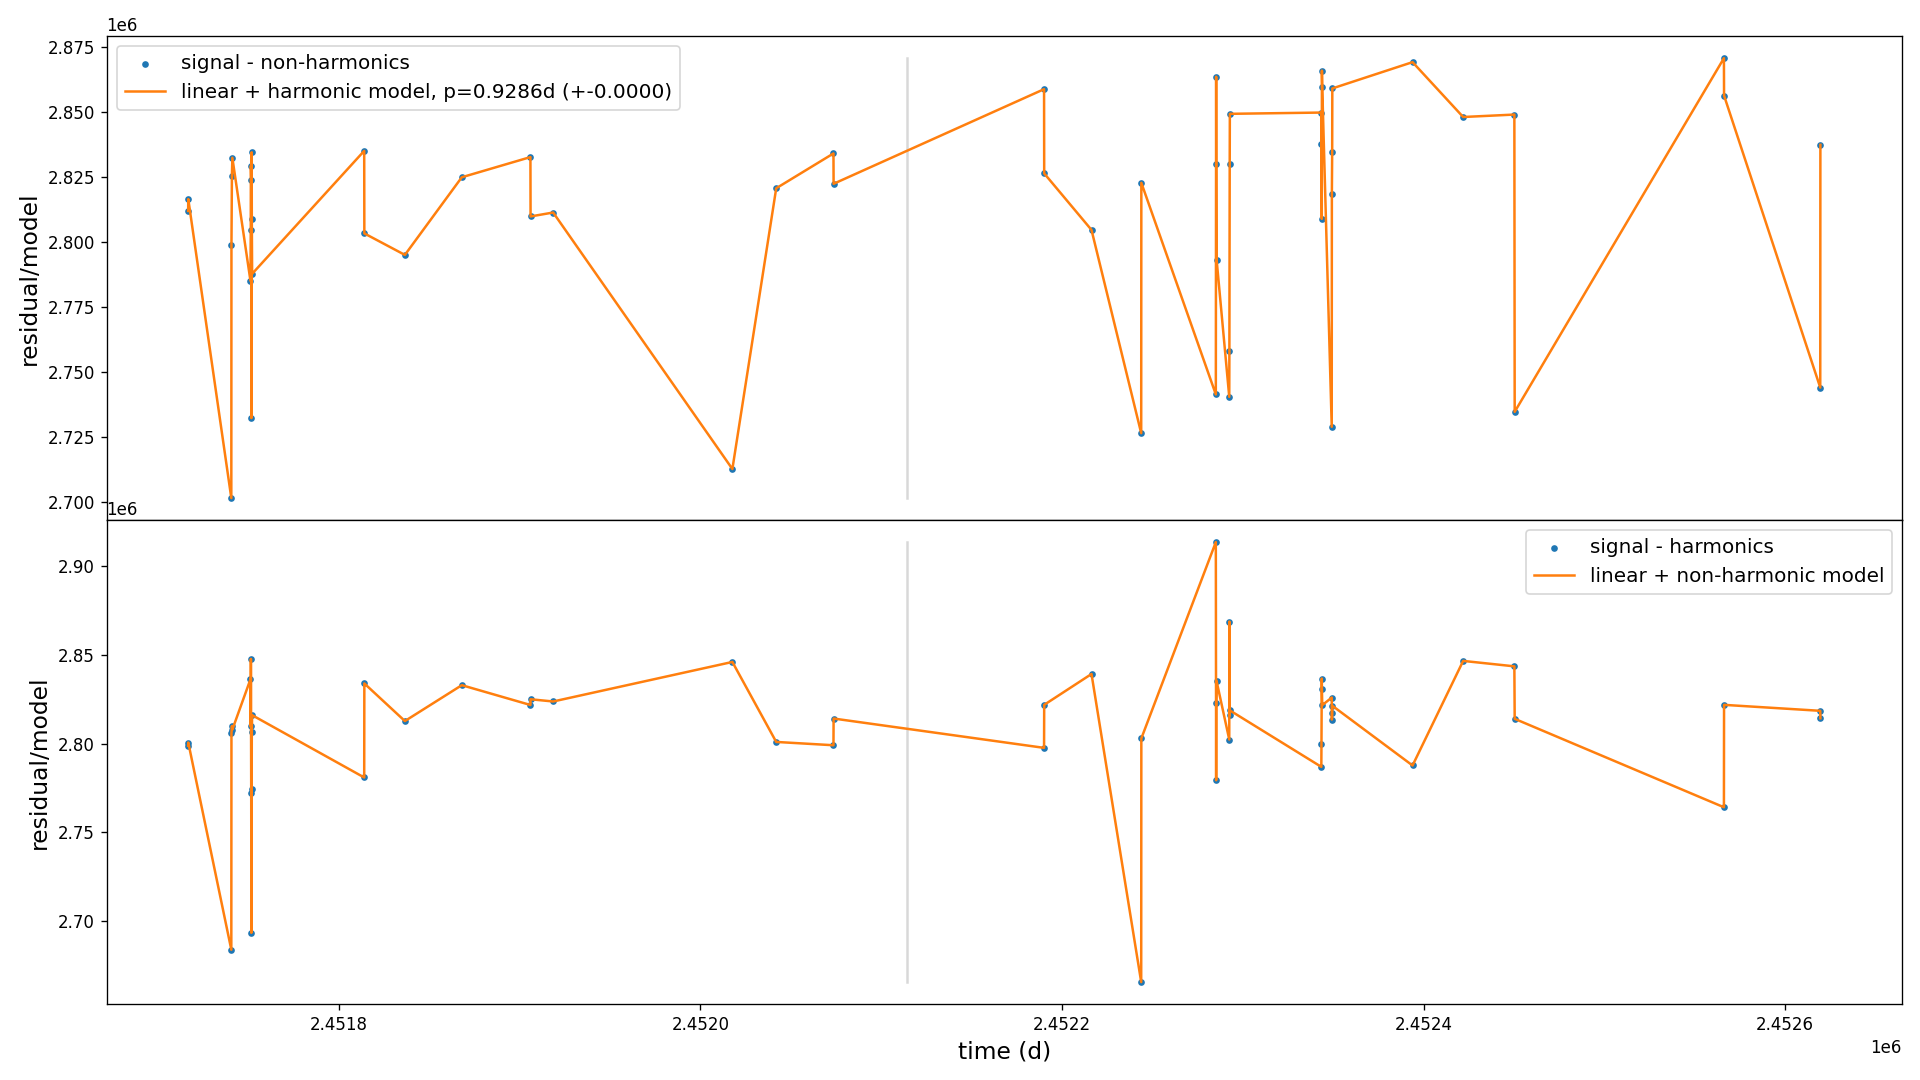 1e6
2.875
2.850
2.825
2.800
2.775
2.750
2.725
2.700
residual/model
signal - non-harmonics
linear + harmonic model, p=0.9286d (+-0.0000)
1e6
2.90
2.85
2.80
2.75
2.70
residual/model
signal - harmonics
linear + non-harmonic model
2.4518 2.4520 2.4522 2.4524 2.4526
time (d)
1e6